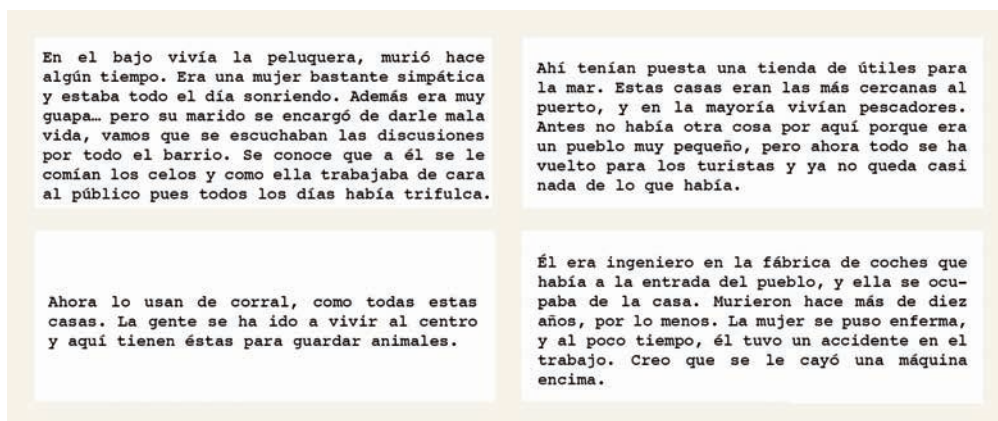 En el bajo vivía la peluquera, murió hace
algún tiempo. Era una mujer bastante simpática
y estaba todo el día sonriendo. Además era muy
guapa… pero su marido se encargó de darle mala
vida, vamos que se escuchaban las discusiones
por todo el barrio. Se conoce que a él se le
comían los celos y como ella trabajaba de cara
al público pues todos los días había trifulca.
Ahí tenían puesta una tienda de útiles para
la mar. Estas casas eran las más cercanas al
puerto, y en la mayoría vivían pescadores.
Antes no había otra cosa por aquí porque era
un pueblo muy pequeño, pero ahora todo se ha
vuelto para los turistas y ya no queda casi
nada de lo que había.
Ahora lo usan de corral, como todas estas
casas. La gente se ha ido a vivir al centro
y aquí tienen éstas para guardar animales.
Él era ingeniero en la fábrica de coches que
había a la entrada del pueblo, y ella se ocu-
paba de la casa. Murieron hace más de diez
años, por lo menos. La mujer se puso enferma,
y al poco tiempo, él tuvo un accidente en el
trabajo. Creo que se le cayó una máquina
encima.